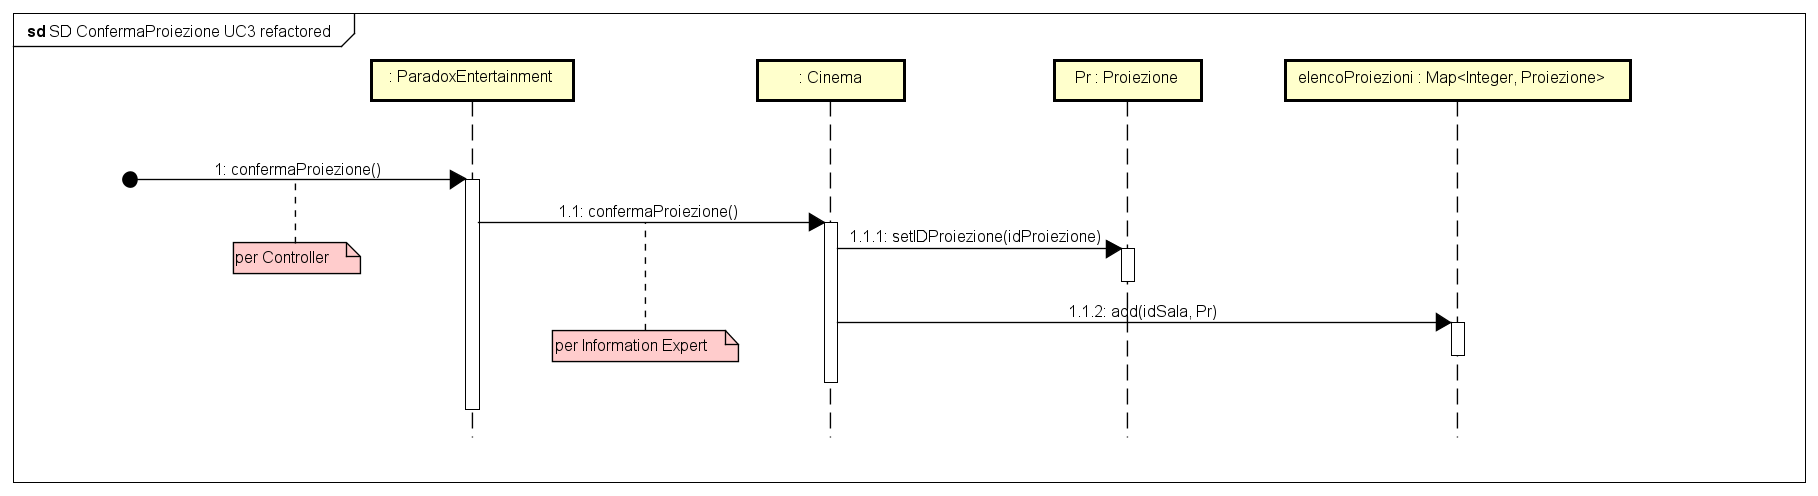 sd SD ConfermaProiezione UC3 refactored
: ParadoxEntertainment
: Cinema
Pr : Proiezione
elencoProiezioni : Map<Integer, Proiezione>
1: confermaProiezione()
1.1: confermaProiezione()
1.1.1: setIDProiezione(idProiezione)
per Controller
1.1.2: add(idSala, Pr)
per Information Expert